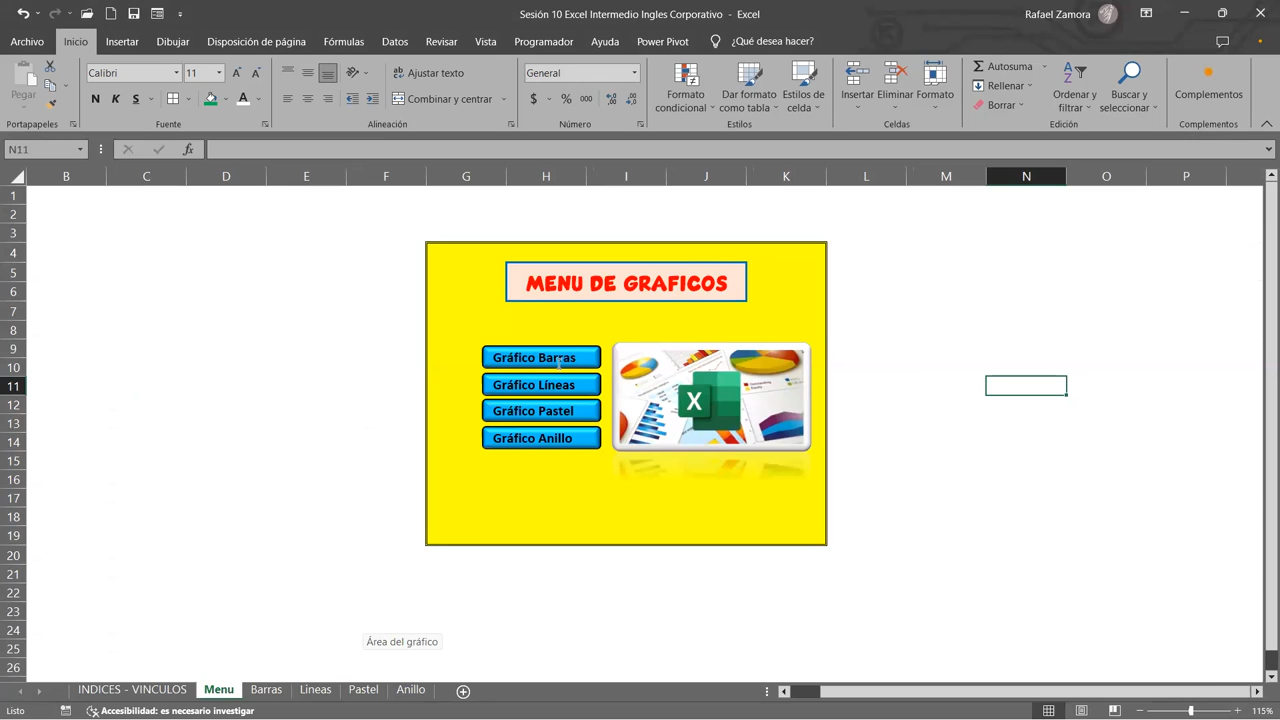 Sesión 10 Excel Intermedio Ingles Corporativo - Excel
Rafael Zamora
Archivo Inicio Insertar Dibujar Disposición de página Fórmulas Datos Revisar Vista Programador Ayuda Power Pivot ¿Qué desea hacer?
Pegar
Calibri 11
N K S
Ajustar texto
Combinar y centrar
General
$ % 000
Formato condicional
Dar formato como tabla
Estilos de celda
Insertar Eliminar Formato
Autosuma
Rellenar
Borrar
Ordenar y filtrar
Buscar y seleccionar
Complementos
Portapapeles Fuente Alineación Número Estilos Celdas Edición Complementos
N11 fx
B C D E F G H I J K L M N O P
1
2
3
4
5
6
7
8
9
10
11
12
13
14
15
16
17
18
19
20
21
22
23
24
25
26
MENU DE GRAFICOS
Gráfico Barras
Gráfico Líneas
Gráfico Pastel
Gráfico Anillo
X
Área del gráfico
INDICES - VINCULOS Menu Barras Lineas Pastel Anillo
Listo Accesibilidad: es necesario investigar 115%